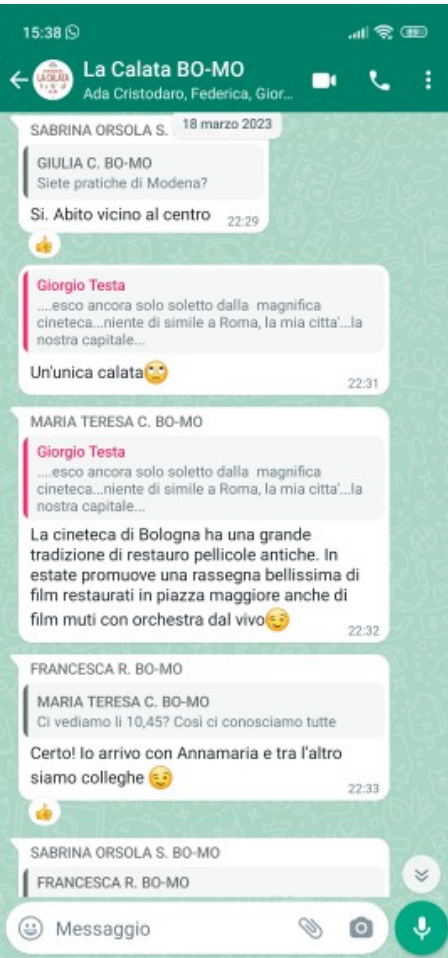 15:38
La Calata BO-MO
Ada Cristodaro, Federica, Gior...
18 marzo 2023
SABRINA ORSOLA S.
GIULIA C. BO-MO
Siete pratiche di Modena?
Si. Abito vicino al centro
22:29
Giorgio Testa
....esco ancora solo soletto dalla magnifica
cineteca...niente di simile a Roma, la mia citta'...la
nostra capitale...
Un'unica calata🙄
22:31
MARIA TERESA C. BO-MO
Giorgio Testa
....esco ancora solo soletto dalla magnifica
cineteca...niente di simile a Roma, la mia citta'...la
nostra capitale...
La cineteca di Bologna ha una grande
tradizione di restauro pellicole antiche. In
estate promuove una rassegna bellissima di
film restaurati in piazza maggiore anche di
film muti con orchestra dal vivo😉
22:32
FRANCESCA R. BO-MO
MARIA TERESA C. BO-MO
Ci vediamo li 10,45? Così ci conosciamo tutte
Certo! Io arrivo con Annamaria e tra l'altro
siamo colleghe 😉
22:33
SABRINA ORSOLA S. BO-MO
FRANCESCA R. BO-MO
Messaggio